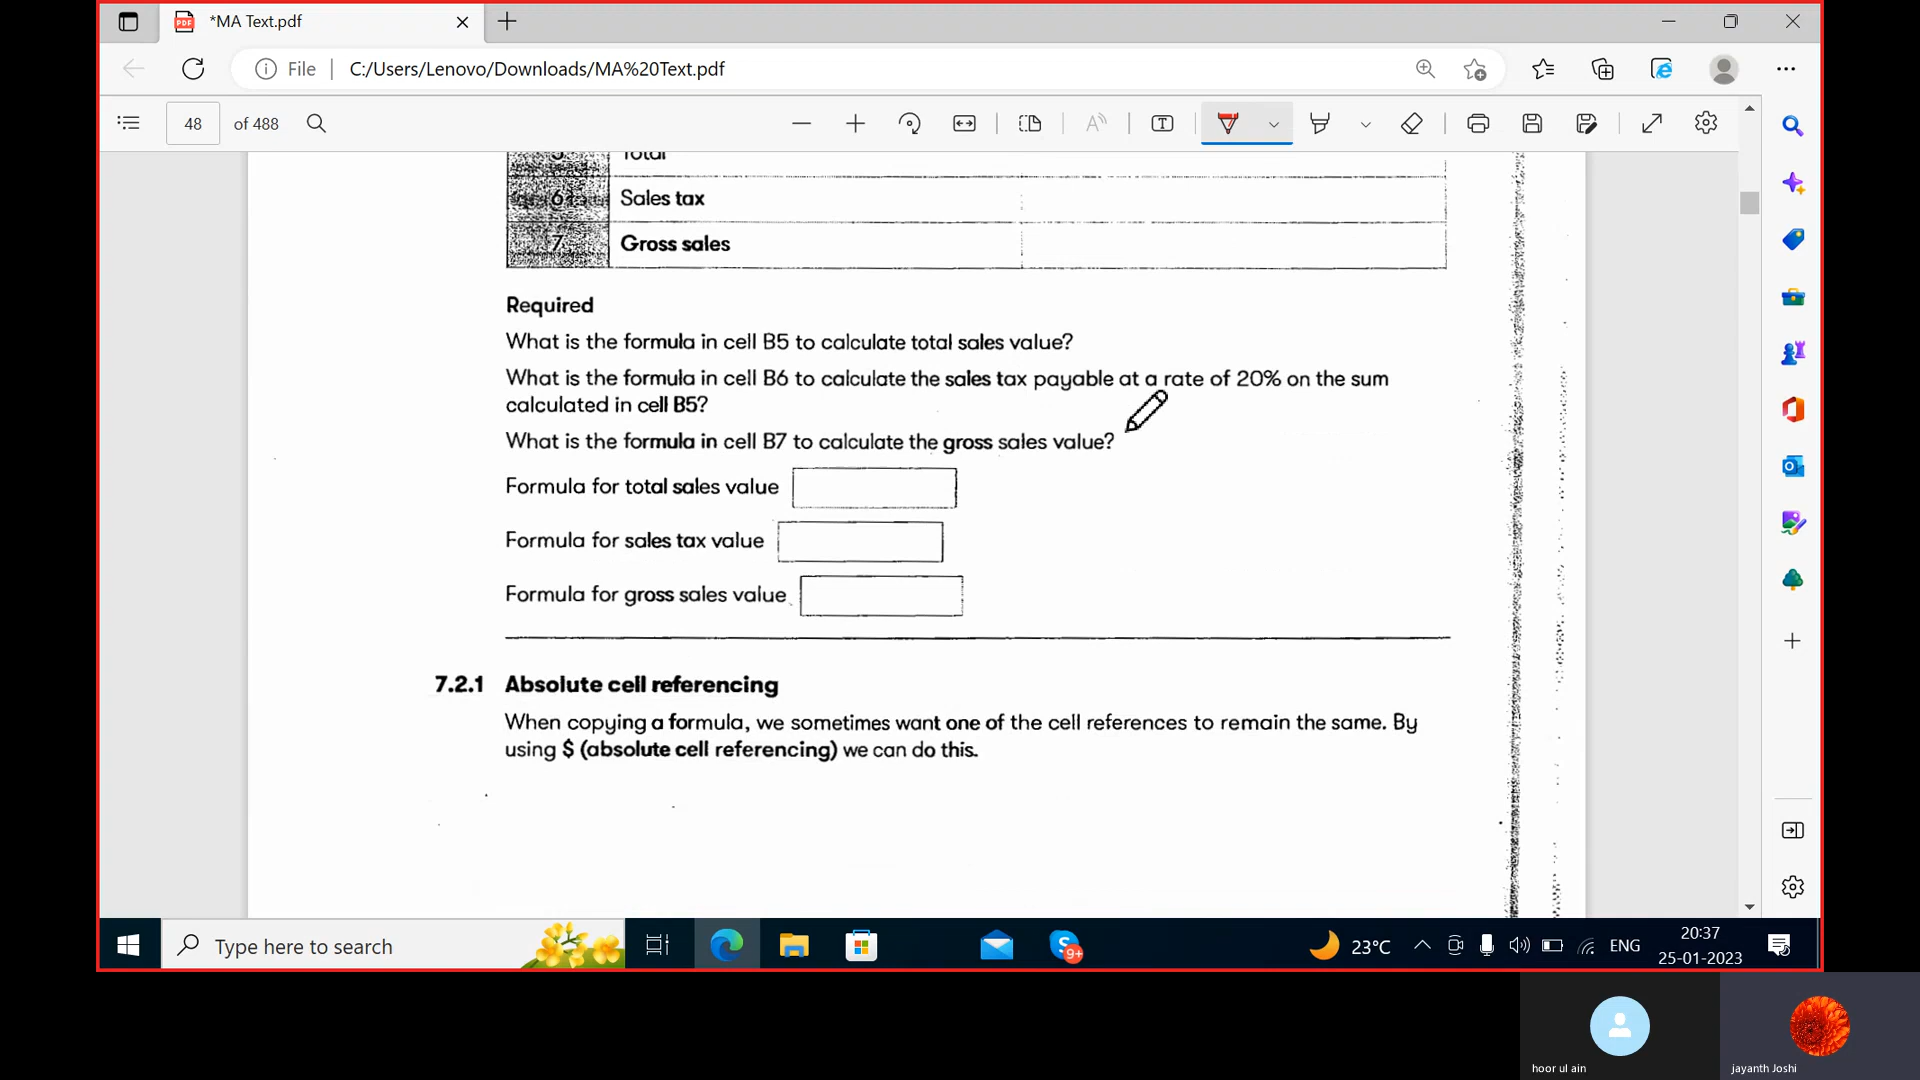 *MA Text.pdf
File
C:/Users/Lenovo/Downloads/MA%20Text.pdf
48
of 488
5 Total
6 Sales tax
7 Gross sales
Required
What is the formula in cell B5 to calculate total sales value?
What is the formula in cell B6 to calculate the sales tax payable at a rate of 20% on the sum
calculated in cell B5?
What is the formula in cell B7 to calculate the gross sales value?
Formula for total sales value
Formula for sales tax value
Formula for gross sales value
7.2.1 Absolute cell referencing
When copying a formula, we sometimes want one of the cell references to remain the same. By
using $ (absolute cell referencing) we can do this.
Type here to search
9+
23°C
ENG
20:37
25-01-2023
hoor ul ain
jayanth Joshi